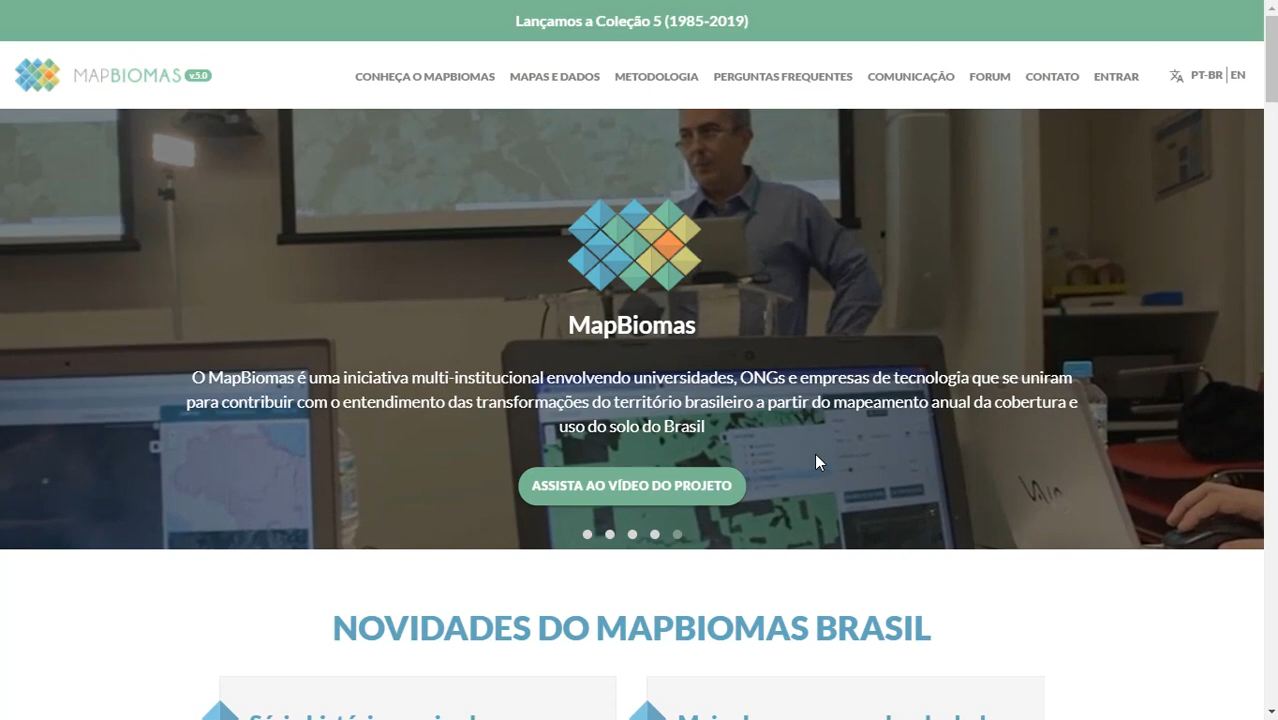 Lançamos a Coleção 5 (1985-2019)
MAPBIOMAS v.5.0
CONHEÇA O MAPBIOMAS MAPAS E DADOS METODOLOGIA PERGUNTAS FREQUENTES COMUNICAÇÃO FORUM CONTATO ENTRAR PT-BR EN
MapBiomas
O MapBiomas é uma iniciativa multi-institucional envolvendo universidades, ONGs e empresas de tecnologia que se uniram
para contribuir com o entendimento das transformações do território brasileiro a partir do mapeamento anual da cobertura e
uso do solo do Brasil
ASSISTA AO VÍDEO DO PROJETO
NOVIDADES DO MAPBIOMAS BRASIL